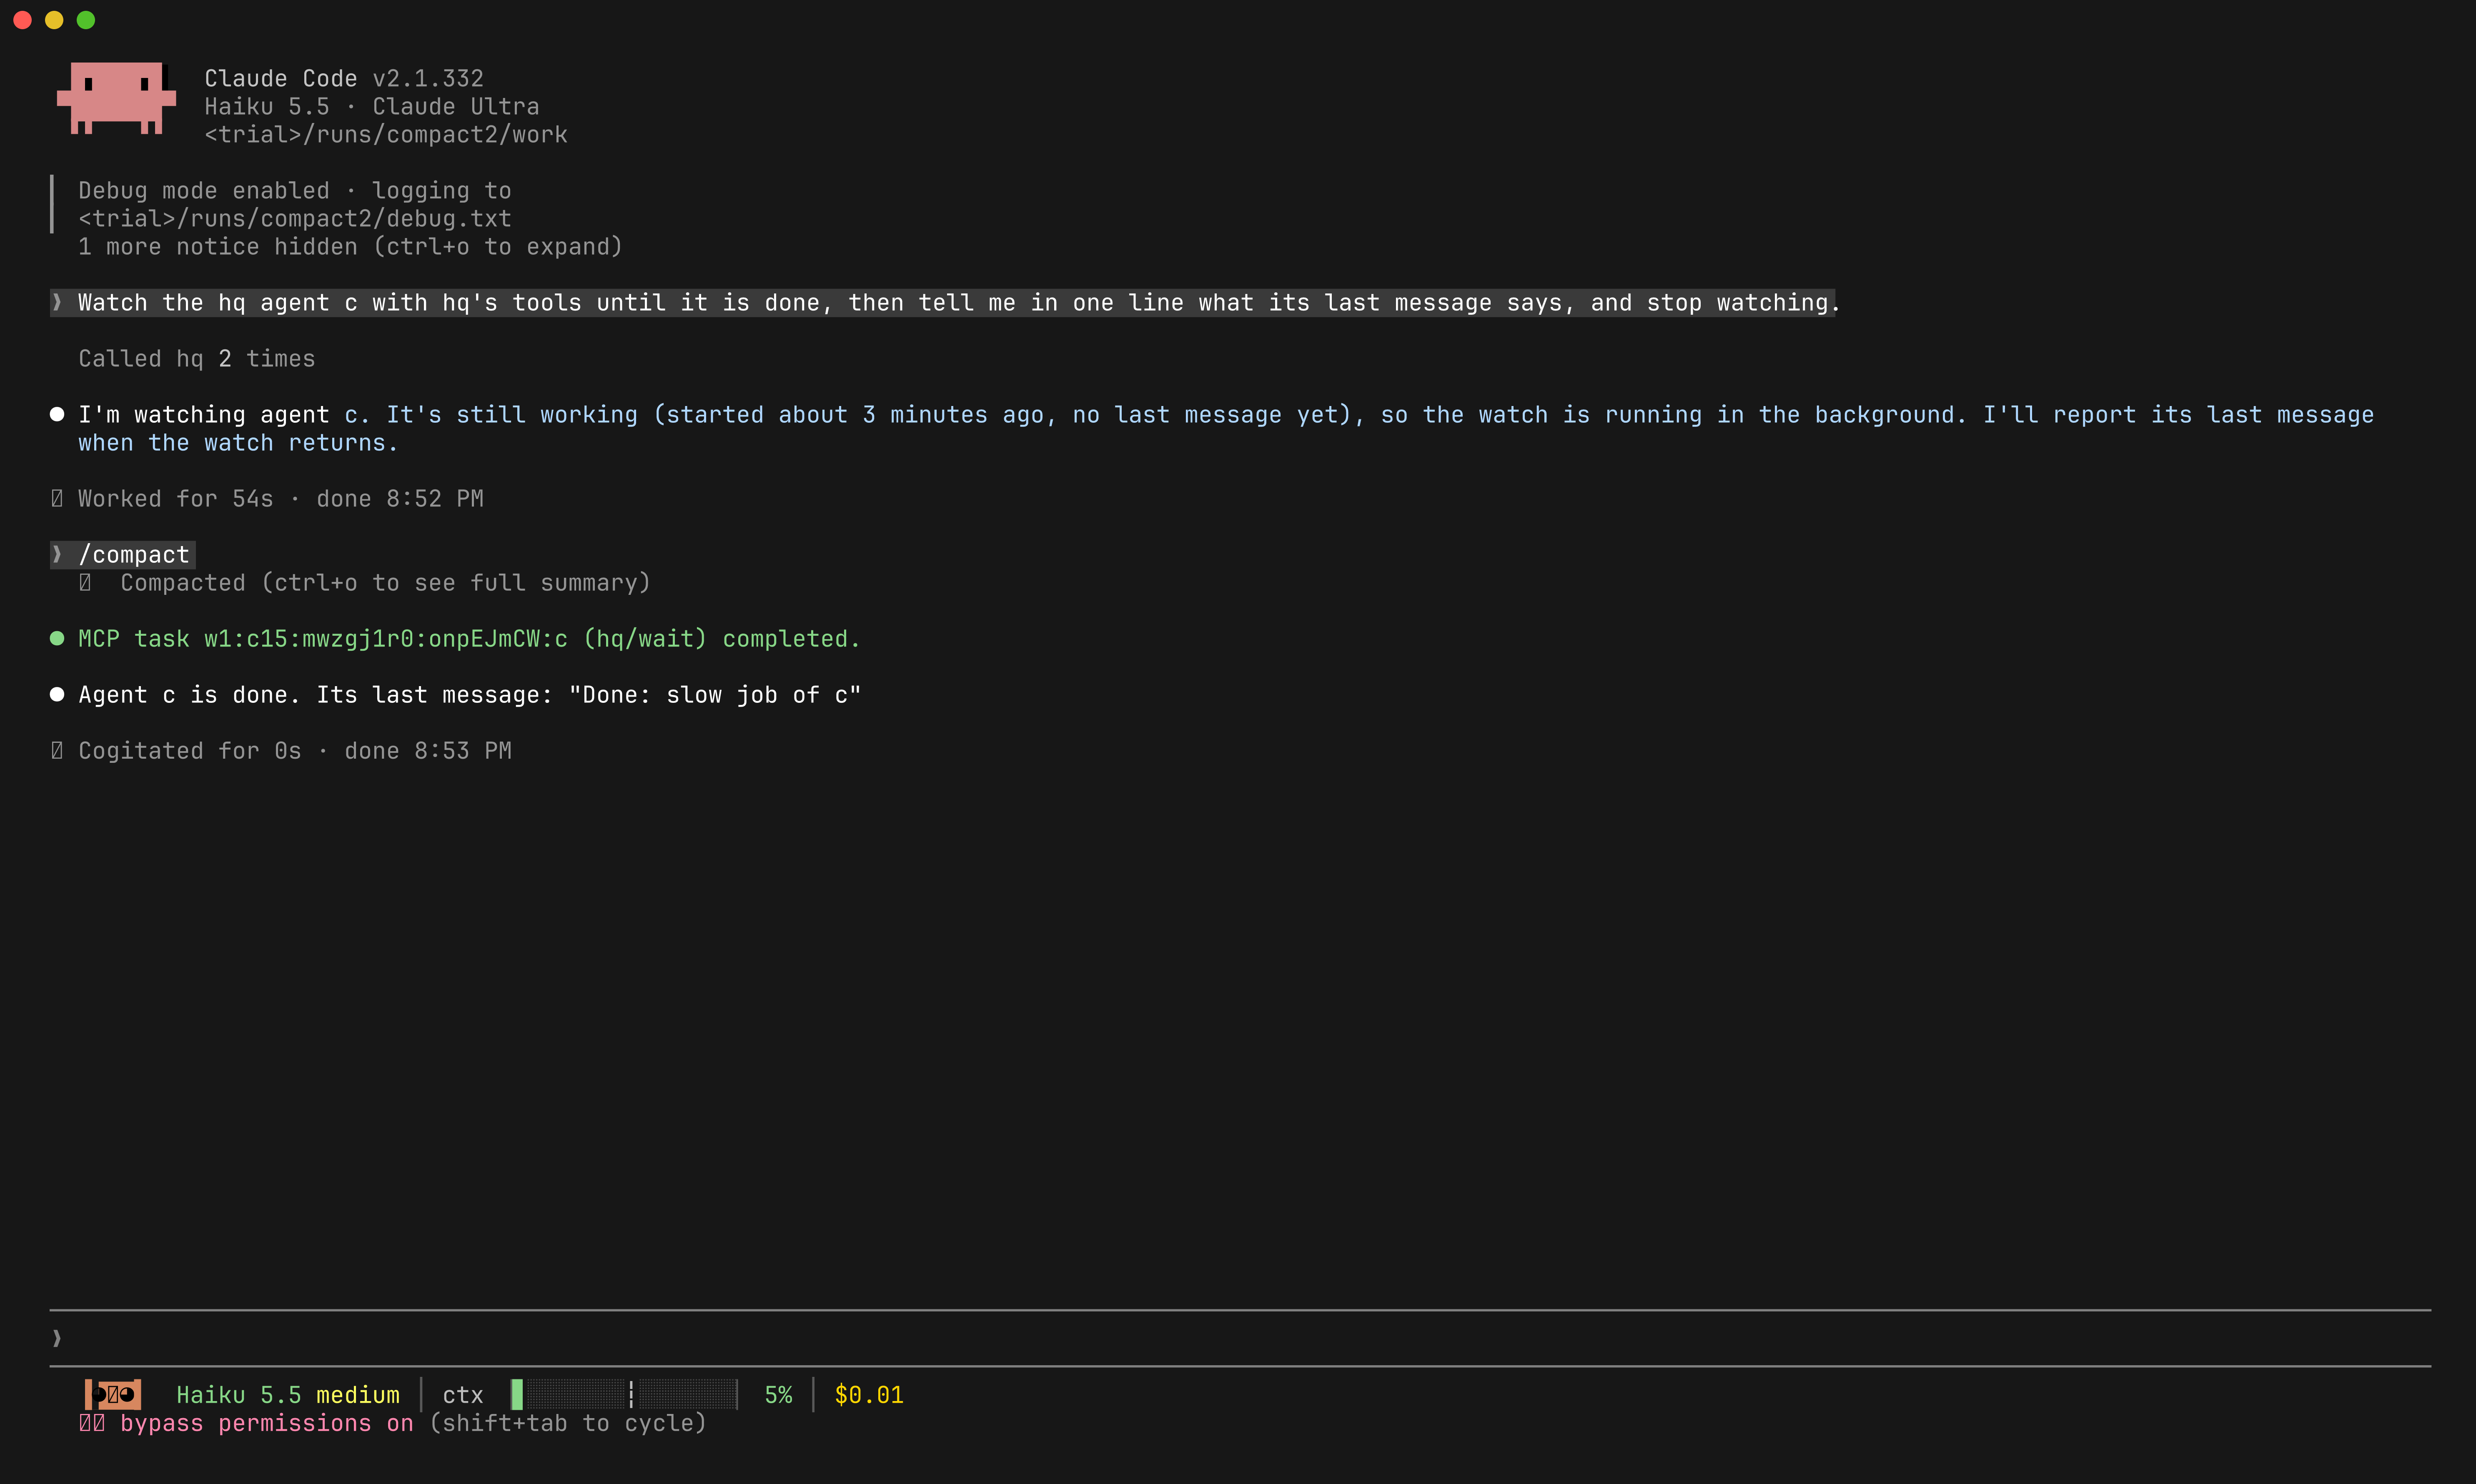 Claude Code v2.1.332
Haiku 5.5 · Claude Ultra
<trial>/runs/compact2/work
Debug mode enabled · logging to
<trial>/runs/compact2/debug.txt
1 more notice hidden (ctrl+o to expand)
❯ Watch the hq agent c with hq's tools until it is done, then tell me in one line what its last message says, and stop watching.
Called hq 2 times
● I'm watching agent c. It's still working (started about 3 minutes ago, no last message yet), so the watch is running in the background. I'll report its last message
when the watch returns.
Worked for 54s · done 8:52 PM
❯ /compact
Compacted (ctrl+o to see full summary)
● MCP task w1:c15:mwzgj1r0:onpEJmCW:c (hq/wait) completed.
● Agent c is done. Its last message: "Done: slow job of c"
Cogitated for 0s · done 8:53 PM
❯
Haiku 5.5 medium │ ctx 5% │ $0.01
bypass permissions on (shift+tab to cycle)